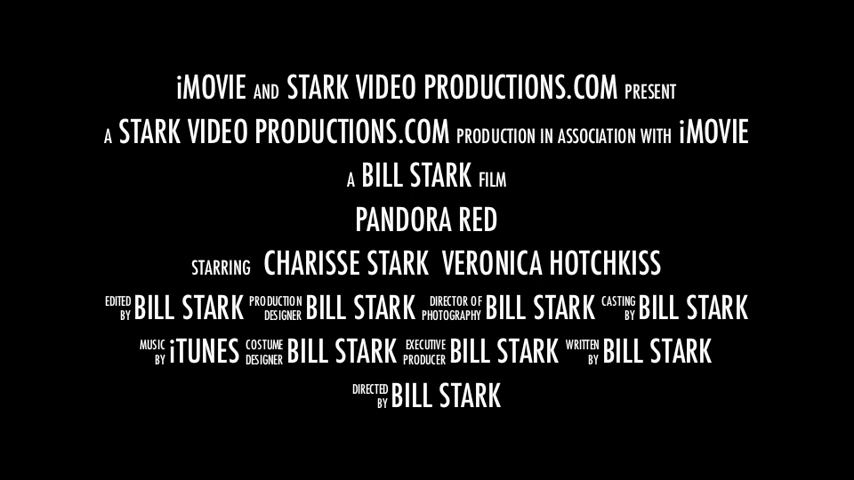 iMOVIE AND STARK VIDEO PRODUCTIONS.COM PRESENT
A STARK VIDEO PRODUCTIONS.COM PRODUCTION IN ASSOCIATION WITH iMOVIE
A BILL STARK FILM
PANDORA RED
STARRING CHARISSE STARK VERONICA HOTCHKISS
EDITED BY BILL STARK PRODUCTION DESIGNER BILL STARK DIRECTOR OF PHOTOGRAPHY BILL STARK CASTING BY BILL STARK
MUSIC BY iTUNES COSTUME DESIGNER BILL STARK EXECUTIVE PRODUCER BILL STARK WRITTEN BY BILL STARK
DIRECTED BY BILL STARK